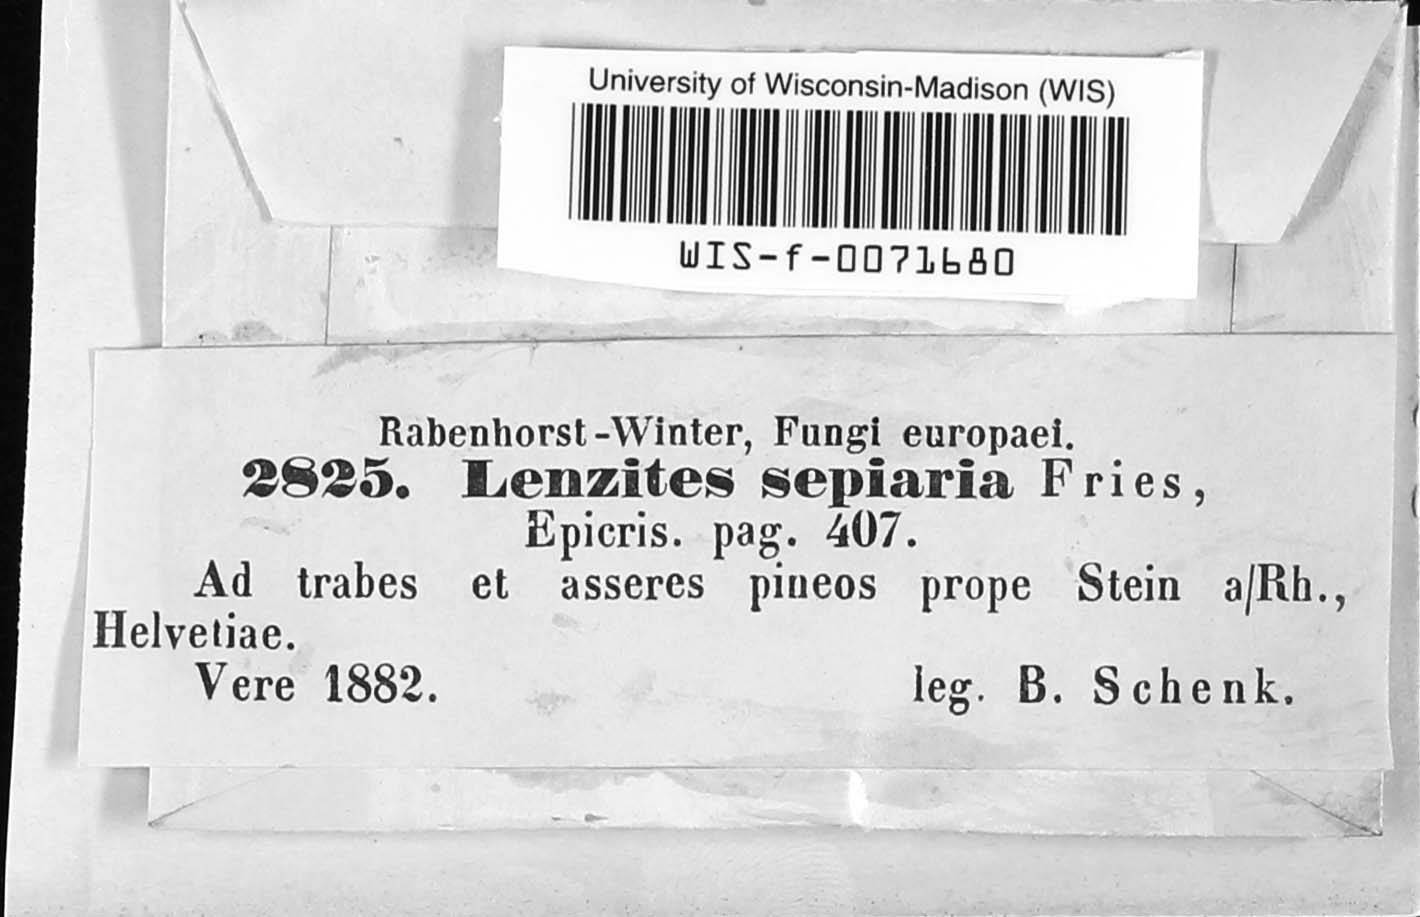 University of Wisconsin-Madison (WIS)
WIS-f-0071680
Rabenhorst-Winter, Fungi europaei.
2825. Lenzites sepiaria Fries,
Epicris. pag. 407.
Ad trabes et asseres pineos prope Stein a/Rh.,
Helvetiae.
Vere 1882. leg. B. Schenk.